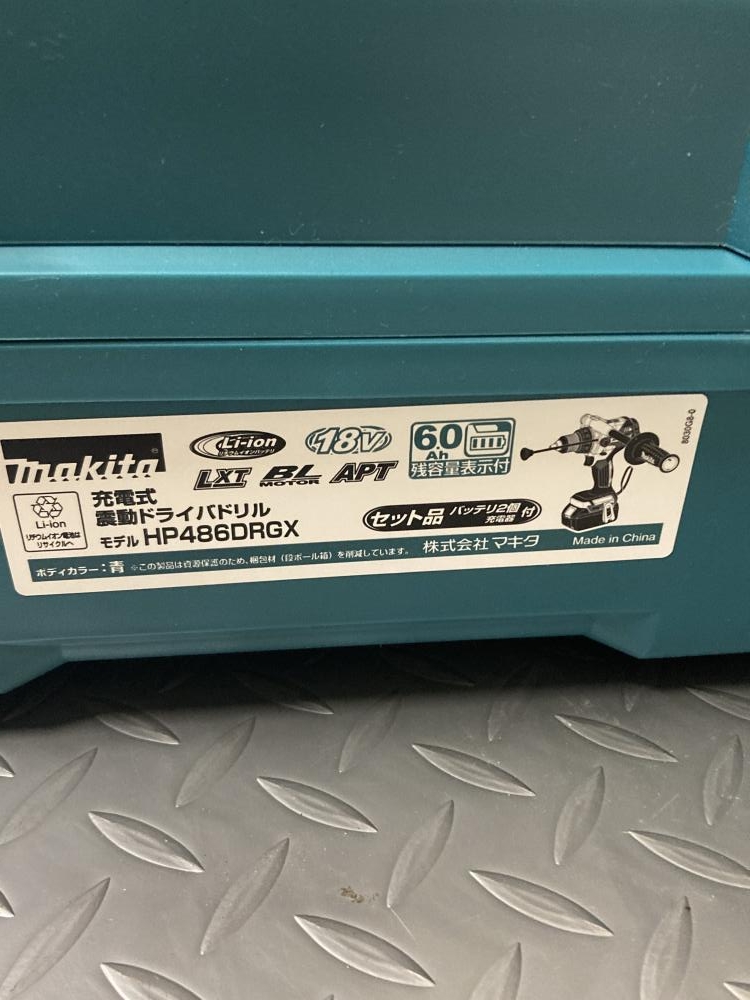 makita
Li-ion
リチウムイオンバッテリ
18V
6.0
Ah
残容量表示付
LXT BL MOTOR APT
Li-ion
リチウムイオン電池は
リサイクルへ
充電式
震動ドライバドリル
モデル HP486DRGX
セット品 バッテリ2個 充電器 付
ボディカラー：青 ※この製品は資源保護のため、梱包材（段ボール箱）を削減しています。
株式会社 マキタ
Made in China
8030G8-0